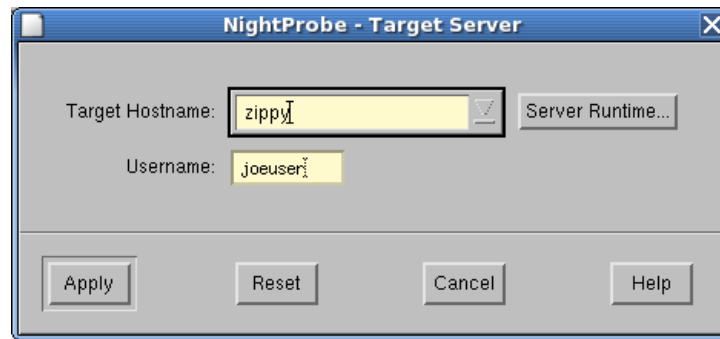 NightProbe - Target Server
Target Hostname: zippy Server Runtime...
Username: joeuser
Apply Reset Cancel Help